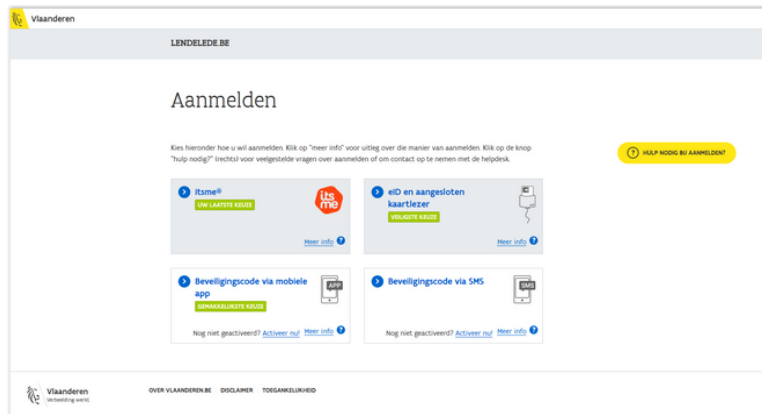 Vlaanderen
LENDELEDE.BE
Aanmelden
Kies hieronder hoe u wil aanmelden. Klik op "meer info" voor uitleg over die manier van aanmelden. Klik op de knop
"hulp nodig?" (rechts) voor veelgestelde vragen over aanmelden of om contact op te nemen met de helpdesk.
HULP NODIG BIJ AANMELDEN?
itsme®
UW LAATSTE KEUZE
its
me
Meer info
eID en aangesloten
kaartlezer
VEILIGSTE KEUZE
Meer info
Beveiligingscode via mobiele
app
GEMAKKELIJKSTE KEUZE
APP
Nog niet geactiveerd? Activeer nu! Meer info
Beveiligingscode via SMS
SMS
Nog niet geactiveerd? Activeer nu! Meer info
Vlaanderen
Verbeelding werkt
OVER VLAANDEREN.BE DISCLAIMER TOEGANKELIJKHEID